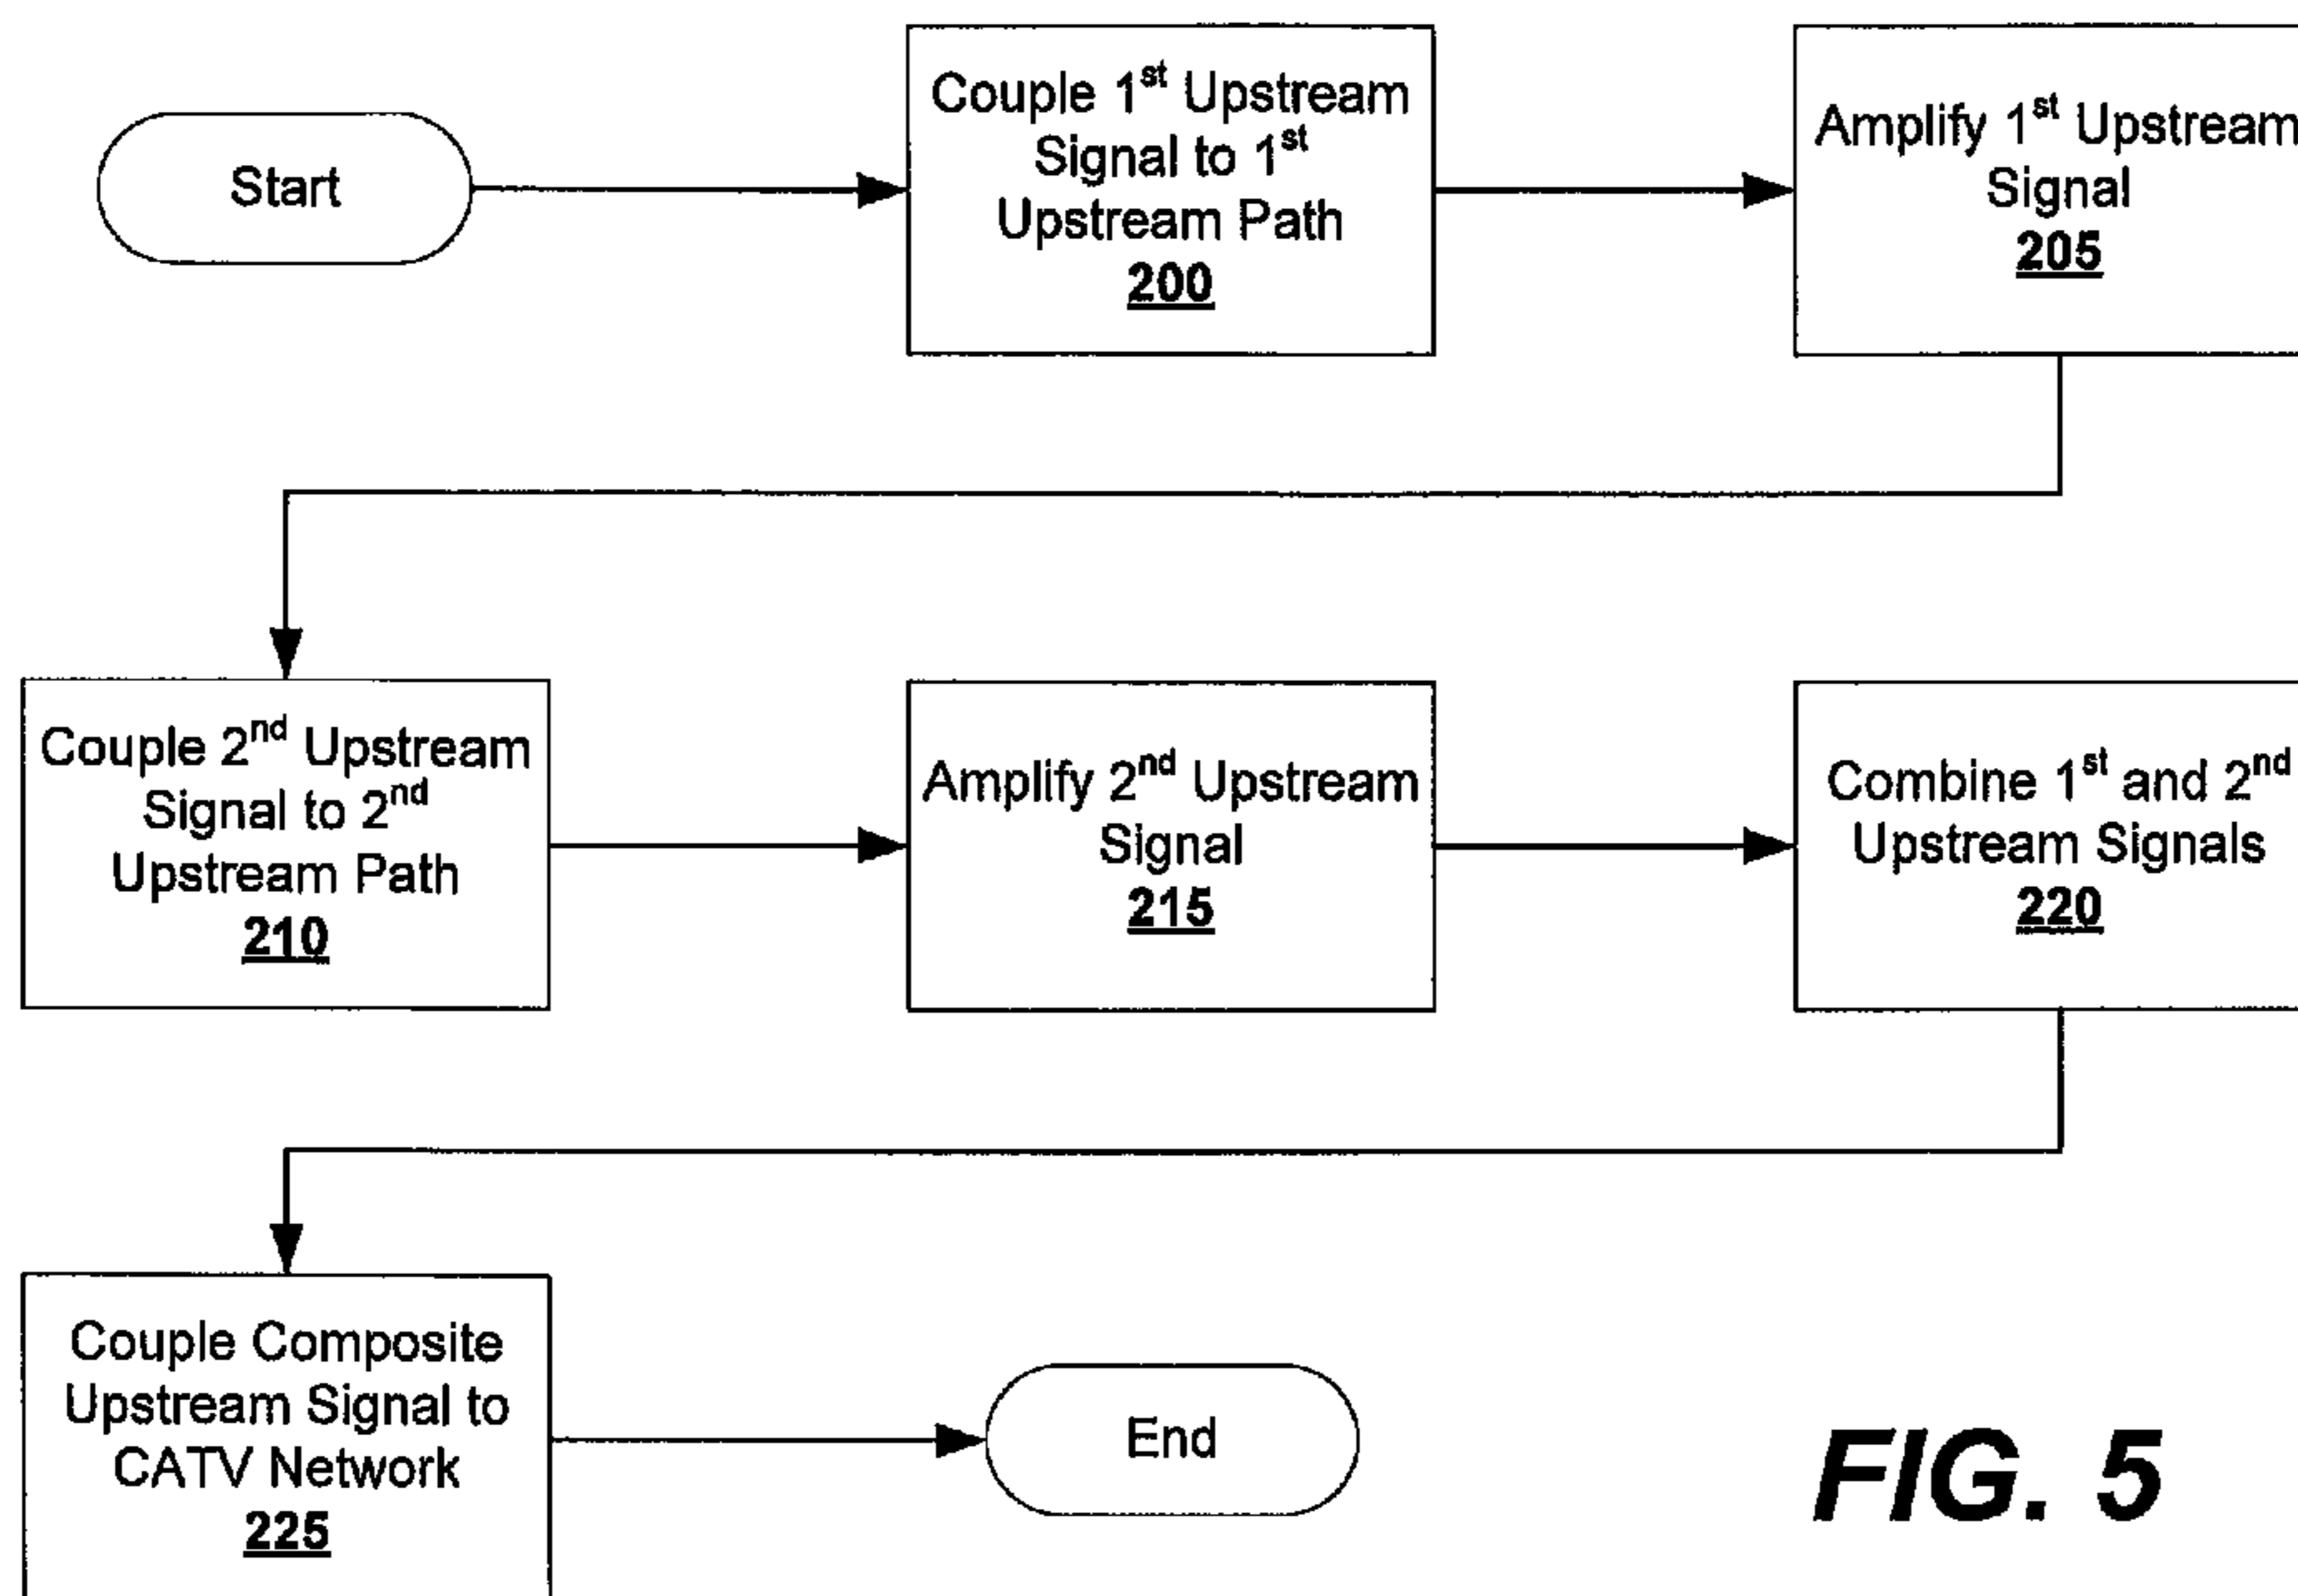 Start
Couple 1st Upstream
Signal to 1st
Upstream Path
200
Amplify 1st Upstream
Signal
205
Couple 2nd Upstream
Signal to 2nd
Upstream Path
210
Amplify 2nd Upstream
Signal
215
Combine 1st and 2nd
Upstream Signals
220
Couple Composite
Upstream Signal to
CATV Network
225
End
FIG. 5